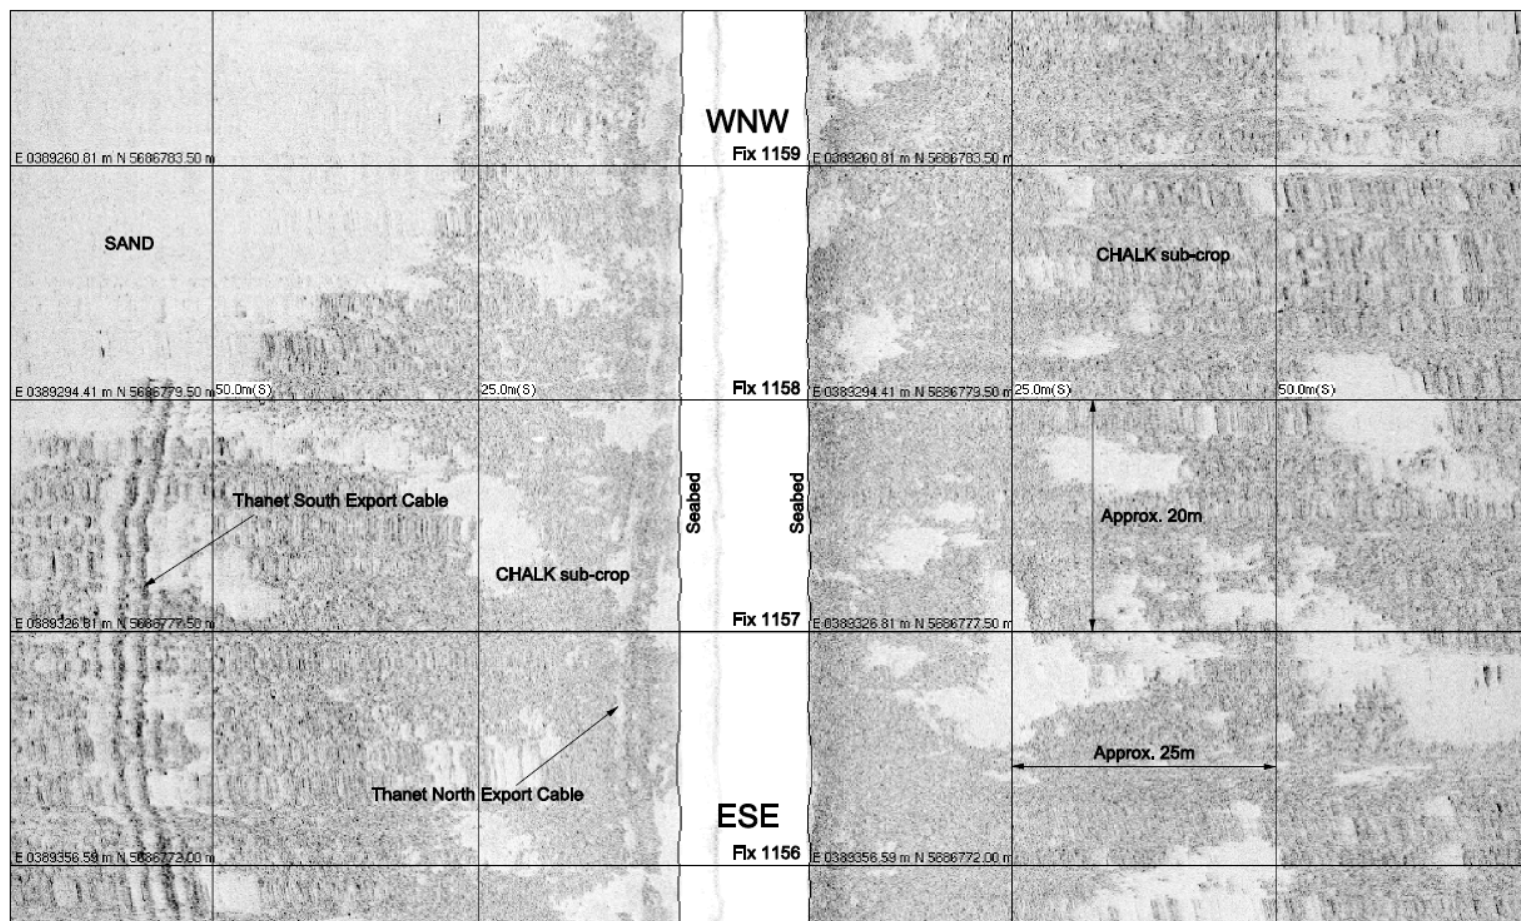 WNW
Fix 1159
E 0389260.81 m N 5686783.50 m
E 0389260.81 m N 5686783.50 m
SAND
CHALK sub-crop
Fix 1158
E 0389294.41 m N 5686779.50 m
50.0m(S)
25.0m(S)
E 0389294.41 m N 5686779.50 m
25.0m(S)
50.0m(S)
Thanet South Export Cable
Seabed
Seabed
Approx. 20m
CHALK sub-crop
Fix 1157
E 0389326.81 m N 5686777.50 m
E 0389326.81 m N 5686777.50 m
Approx. 25m
Thanet North Export Cable
ESE
Fix 1156
E 0389356.59 m N 5686772.00 m
E 0389356.59 m N 5686772.00 m